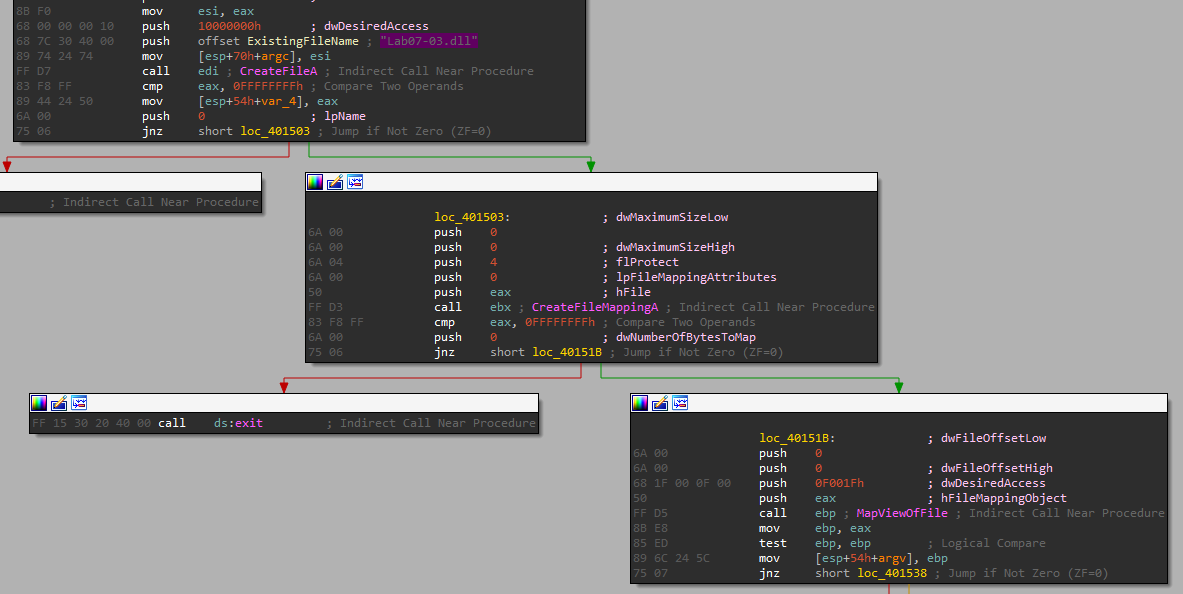 8B F0 mov esi, eax
68 00 00 00 10 push 10000000h ; dwDesiredAccess
68 7C 30 40 00 push offset ExistingFileName ; "Lab07-03.dll"
89 74 24 74 mov [esp+70h+argc], esi
FF D7 call edi ; CreateFileA ; Indirect Call Near Procedure
83 F8 FF cmp eax, 0FFFFFFFFh ; Compare Two Operands
89 44 24 50 mov [esp+54h+var_4], eax
6A 00 push 0 ; lpName
75 06 jnz short loc_401503 ; Jump if Not Zero (ZF=0)
; Indirect Call Near Procedure
loc_401503: ; dwMaximumSizeLow
6A 00 push 0
6A 00 push 0 ; dwMaximumSizeHigh
6A 04 push 4 ; flProtect
6A 00 push 0 ; lpFileMappingAttributes
50 push eax ; hFile
FF D3 call ebx ; CreateFileMappingA ; Indirect Call Near Procedure
83 F8 FF cmp eax, 0FFFFFFFFh ; Compare Two Operands
6A 00 push 0 ; dwNumberOfBytesToMap
75 06 jnz short loc_40151B ; Jump if Not Zero (ZF=0)
FF 15 30 20 40 00 call ds:exit ; Indirect Call Near Procedure
loc_40151B: ; dwFileOffsetLow
6A 00 push 0
6A 00 push 0 ; dwFileOffsetHigh
68 1F 00 0F 00 push 0F001Fh ; dwDesiredAccess
50 push eax ; hFileMappingObject
FF D5 call ebp ; MapViewOfFile ; Indirect Call Near Procedure
8B E8 mov ebp, eax
85 ED test ebp, ebp ; Logical Compare
89 6C 24 5C mov [esp+54h+argv], ebp
75 07 jnz short loc_401538 ; Jump if Not Zero (ZF=0)